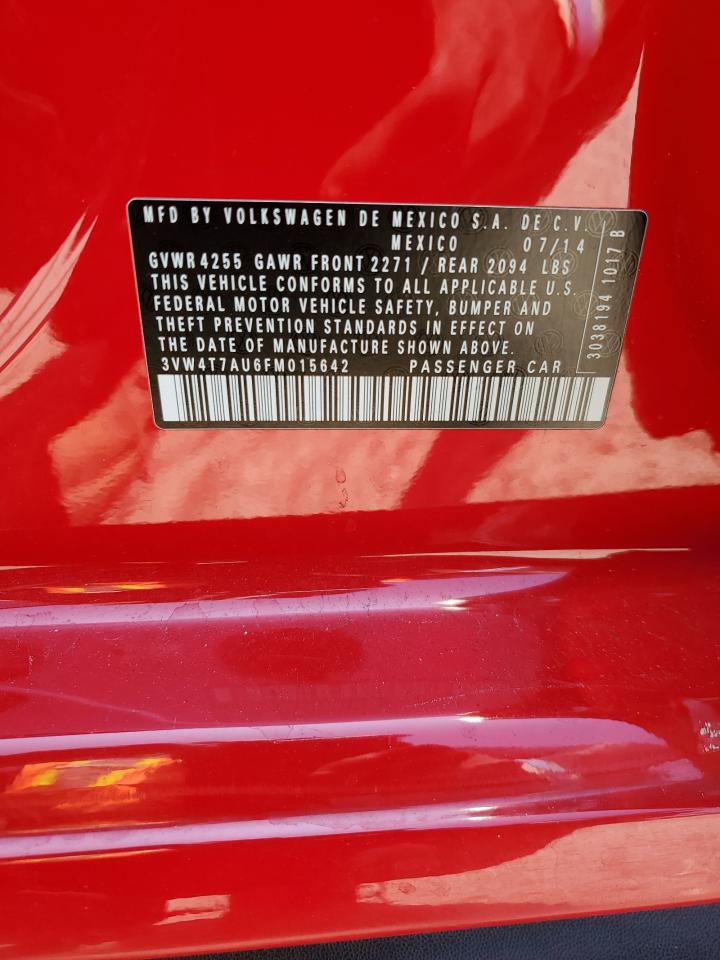 MFD BY VOLKSWAGEN DE MEXICO S.A. DE C.V.
MEXICO 07/14
GVWR 4255 GAWR FRONT 2271 / REAR 2094 LBS
THIS VEHICLE CONFORMS TO ALL APPLICABLE U.S.
FEDERAL MOTOR VEHICLE SAFETY, BUMPER AND
THEFT PREVENTION STANDARDS IN EFFECT ON
THE DATE OF MANUFACTURE SHOWN ABOVE.
3VW4T7AU6FM015642 PASSENGER CAR
3038194 1017 B